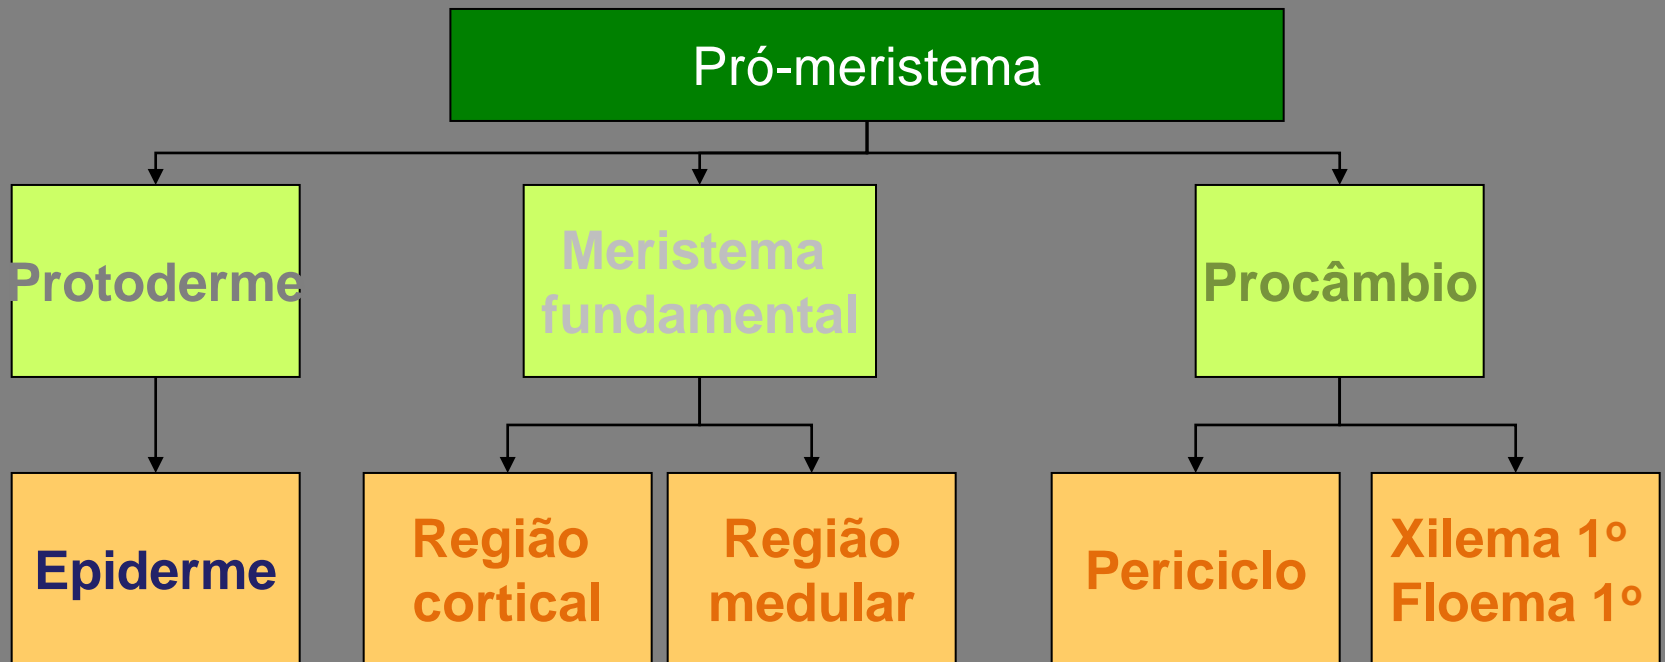 Pró-meristema
Protoderme
Meristema
fundamental
Procâmbio
Epiderme
Região
cortical
Região
medular
Periciclo
Xilema 1º
Floema 1º